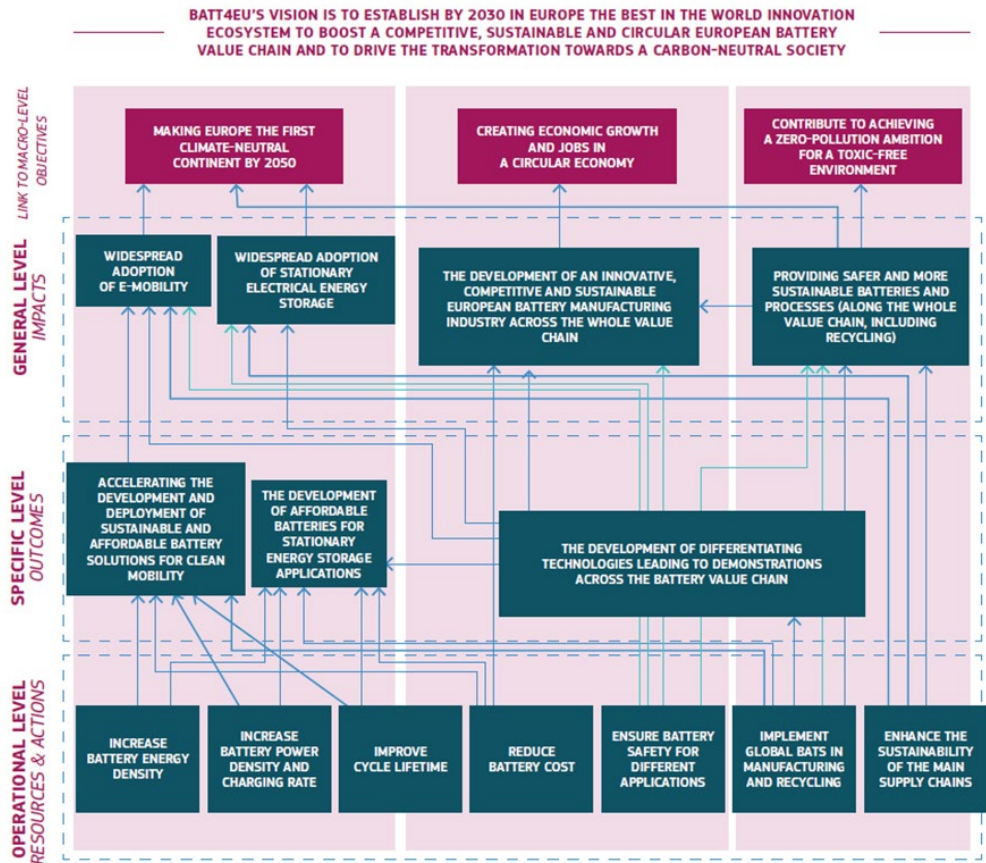 BATT4EU'S VISION IS TO ESTABLISH BY 2030 IN EUROPE THE BEST IN THE WORLD INNOVATION
ECOSYSTEM TO BOOST A COMPETITIVE, SUSTAINABLE AND CIRCULAR EUROPEAN BATTERY
VALUE CHAIN AND TO DRIVE THE TRANSFORMATION TOWARDS A CARBON-NEUTRAL SOCIETY
LINK TO MACRO-LEVEL
OBJECTIVES
MAKING EUROPE THE FIRST
CLIMATE-NEUTRAL
CONTINENT BY 2050
CREATING ECONOMIC GROWTH
AND JOBS IN
A CIRCULAR ECONOMY
CONTRIBUTE TO ACHIEVING
A ZERO-POLLUTION AMBITION
FOR A TOXIC-FREE
ENVIRONMENT
GENERAL LEVEL
IMPACTS
WIDESPREAD
ADOPTION
OF E-MOBILITY
WIDESPREAD ADOPTION
OF STATIONARY
ELECTRICAL ENERGY
STORAGE
THE DEVELOPMENT OF AN INNOVATIVE,
COMPETITIVE AND SUSTAINABLE
EUROPEAN BATTERY MANUFACTURING
INDUSTRY ACROSS THE WHOLE VALUE
CHAIN
PROVIDING SAFER AND MORE
SUSTAINABLE BATTERIES AND
PROCESSES (ALONG THE WHOLE
VALUE CHAIN, INCLUDING
RECYCLING)
SPECIFIC LEVEL
OUTCOMES
ACCELERATING THE
DEVELOPMENT AND
DEPLOYMENT OF
SUSTAINABLE AND
AFFORDABLE BATTERY
SOLUTIONS FOR CLEAN
MOBILITY
THE DEVELOPMENT
OF AFFORDABLE
BATTERIES FOR
STATIONARY
ENERGY STORAGE
APPLICATIONS
THE DEVELOPMENT OF DIFFERENTIATING
TECHNOLOGIES LEADING TO DEMONSTRATIONS
ACROSS THE BATTERY VALUE CHAIN
OPERATIONAL LEVEL
RESOURCES & ACTIONS
INCREASE
BATTERY ENERGY
DENSITY
INCREASE
BATTERY POWER
DENSITY AND
CHARGING RATE
IMPROVE
CYCLE LIFETIME
REDUCE
BATTERY COST
ENSURE BATTERY
SAFETY FOR
DIFFERENT
APPLICATIONS
IMPLEMENT
GLOBAL BATS IN
MANUFACTURING
AND RECYCLING
ENHANCE THE
SUSTAINABILITY
OF THE MAIN
SUPPLY CHAINS